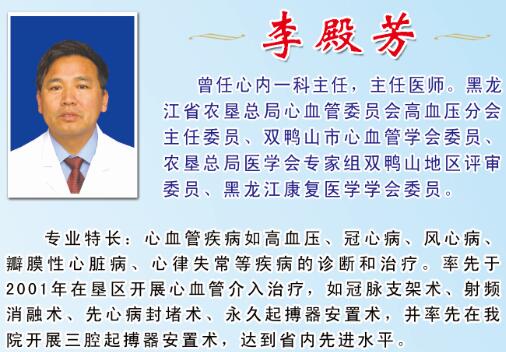 李殿芳
曾任心内一科主任，主任医师。黑龙
江省农垦总局心血管委员会高血压分会
主任委员、双鸭山市心血管学会委员、
农垦总局医学会专家组双鸭山地区评审
委员、黑龙江康复医学学会委员。
专业特长：心血管疾病如高血压、冠心病、风心病、
瓣膜性心脏病、心律失常等疾病的诊断和治疗。率先于
2001年在垦区开展心血管介入治疗，如冠脉支架术、射频
消融术、先心病封堵术、永久起搏器安置术，并率先在我
院开展三腔起搏器安置术，达到省内先进水平。